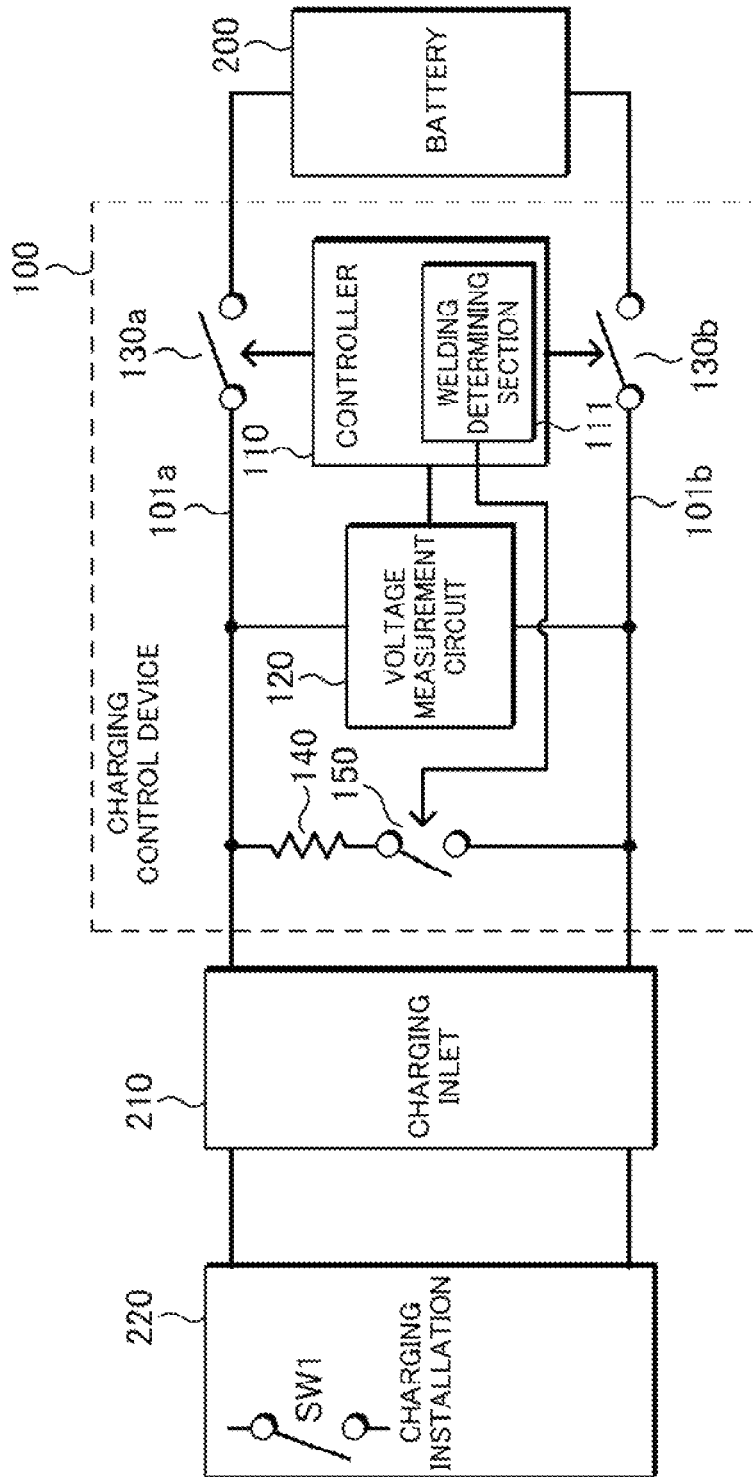 100
CHARGING
CONTROL DEVICE
220
SW1
CHARGING
INSTALLATION
210
CHARGING
INLET
140
150
120
VOLTAGE
MEASUREMENT
CIRCUIT
101a
101b
110
CONTROLLER
WELDING
DETERMINING
SECTION
111
130a
130b
200
BATTERY